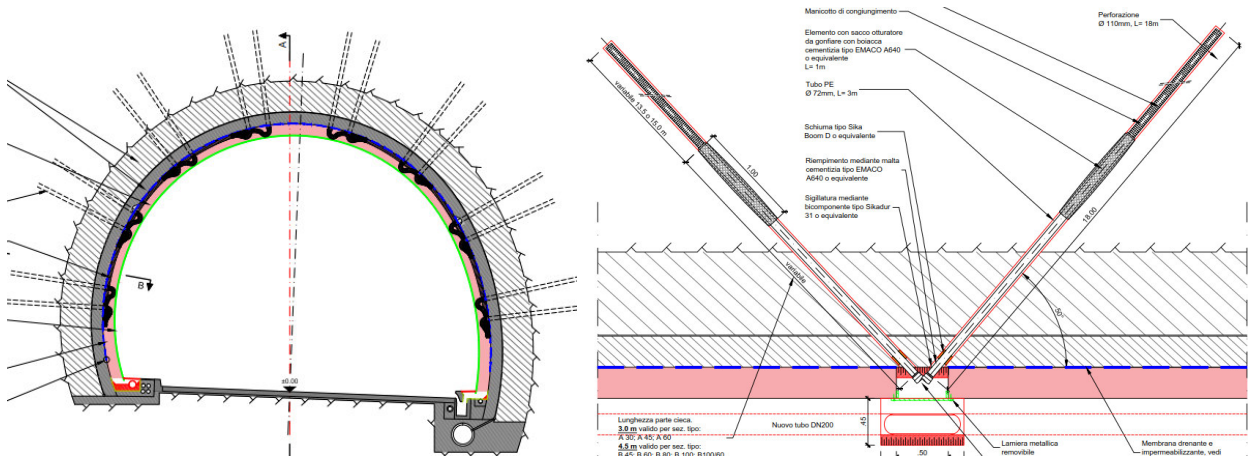 A
B
±0.00
Manicotto di congiungimento
Elemento con sacco otturatore
da gonfiare con boiacca
cementizia tipo EMACO A640
o equivalente
L= 1m
Tubo PE
Ø 72mm, L= 3m
Schiuma tipo Sika
Boom D o equivalente
Riempimento mediante malta
cementizia tipo EMACO
A640 o equivalente
Sigillatura mediante
bicomponente tipo Sikadur
31 o equivalente
Perforazione
Ø 110mm, L= 18m
variabile 13.5 o 15.0 m
1.00
variabile
18.00
50°
Lunghezza parte cieca.
3.0 m valido per sez. tipo:
A 30; A 45; A 60
4.5 m valido per sez. tipo:
B 45; B 60; B 80; B 100; B100/60
Nuovo tubo DN200
.45
.50
Lamiera metallica
removibile
Membrana drenante e
impermeabilizzante, vedi